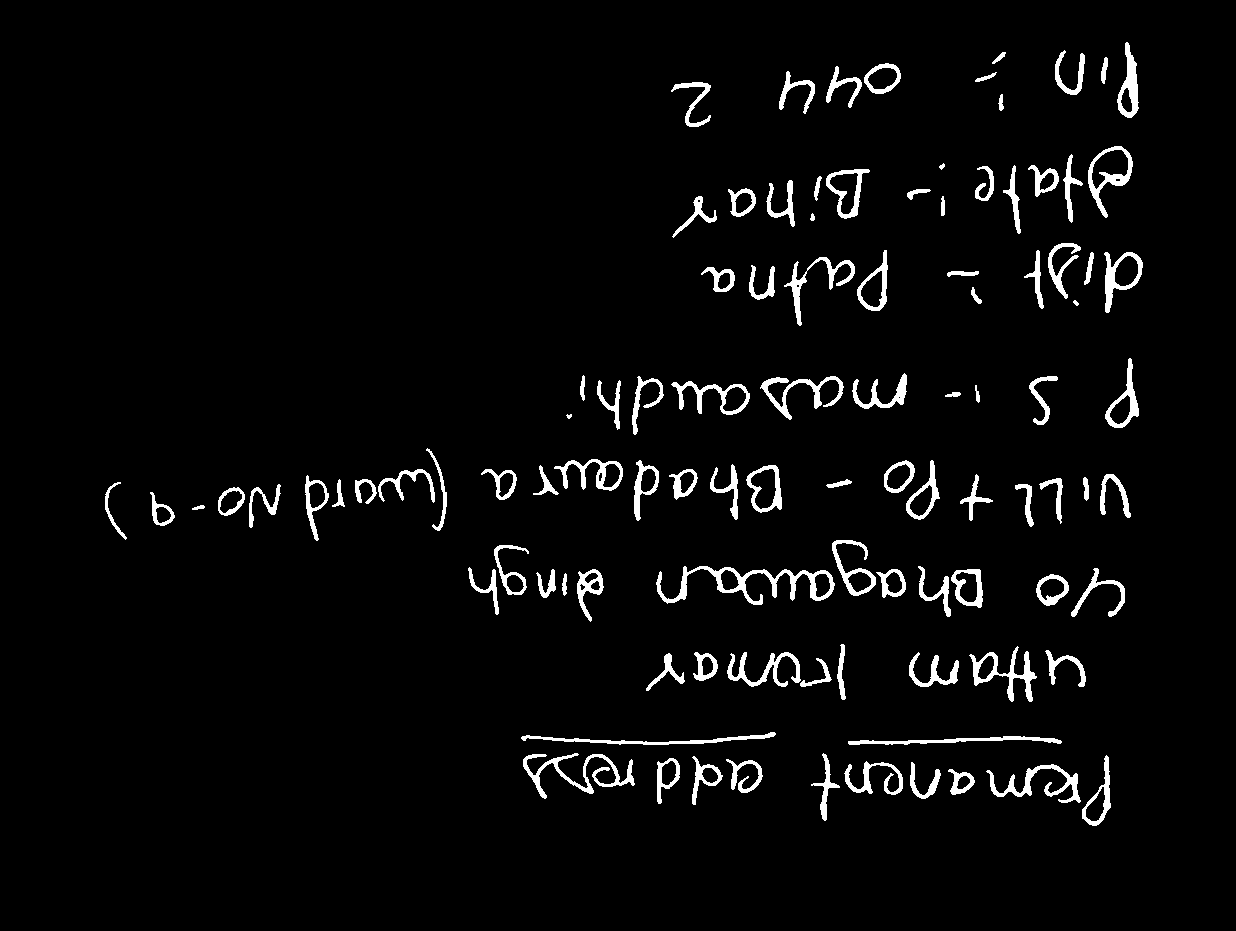 Permanent address
uttam kumar
C/o Bhagawan singh
VILL + Po - Bhadaura (ward No-9)
P S :- masaudhi.
dist :- Patna
State :- Bihar
Pin :- 044 2